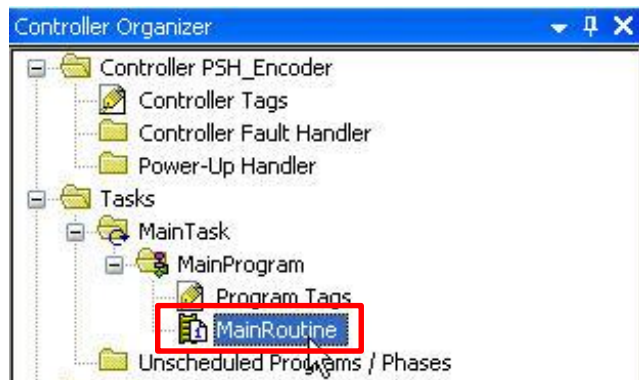 Controller Organizer
Controller PSH_Encoder
Controller Tags
Controller Fault Handler
Power-Up Handler
Tasks
MainTask
MainProgram
Program Tags
MainRoutine
Unscheduled Programs / Phases